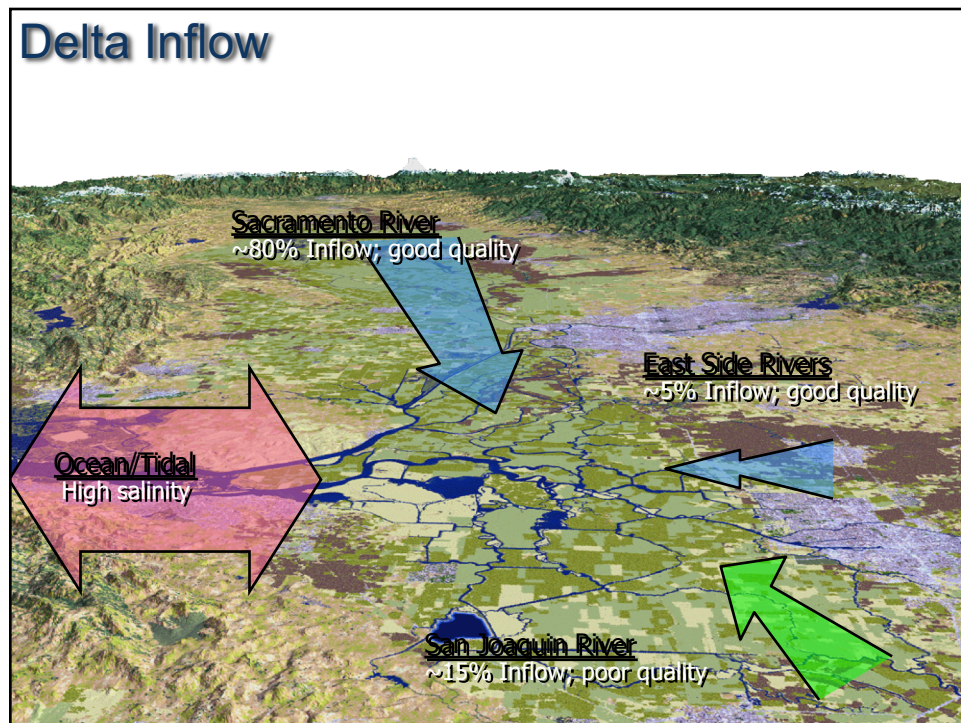 Delta Inflow
Sacramento River
~80% Inflow; good quality
East Side Rivers
~5% Inflow; good quality
Ocean/Tidal
High salinity
San Joaquin River
~15% Inflow; poor quality